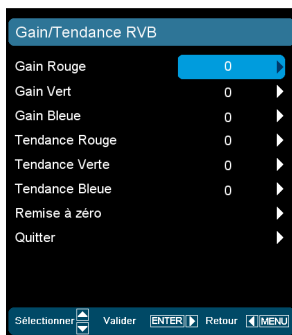 Gain/Tendance RVB
Gain Rouge 0
Gain Vert 0
Gain Bleue 0
Tendance Rouge 0
Tendance Verte 0
Tendance Bleue 0
Remise à zéro
Quitter
Sélectionner Valider ENTER Retour MENU